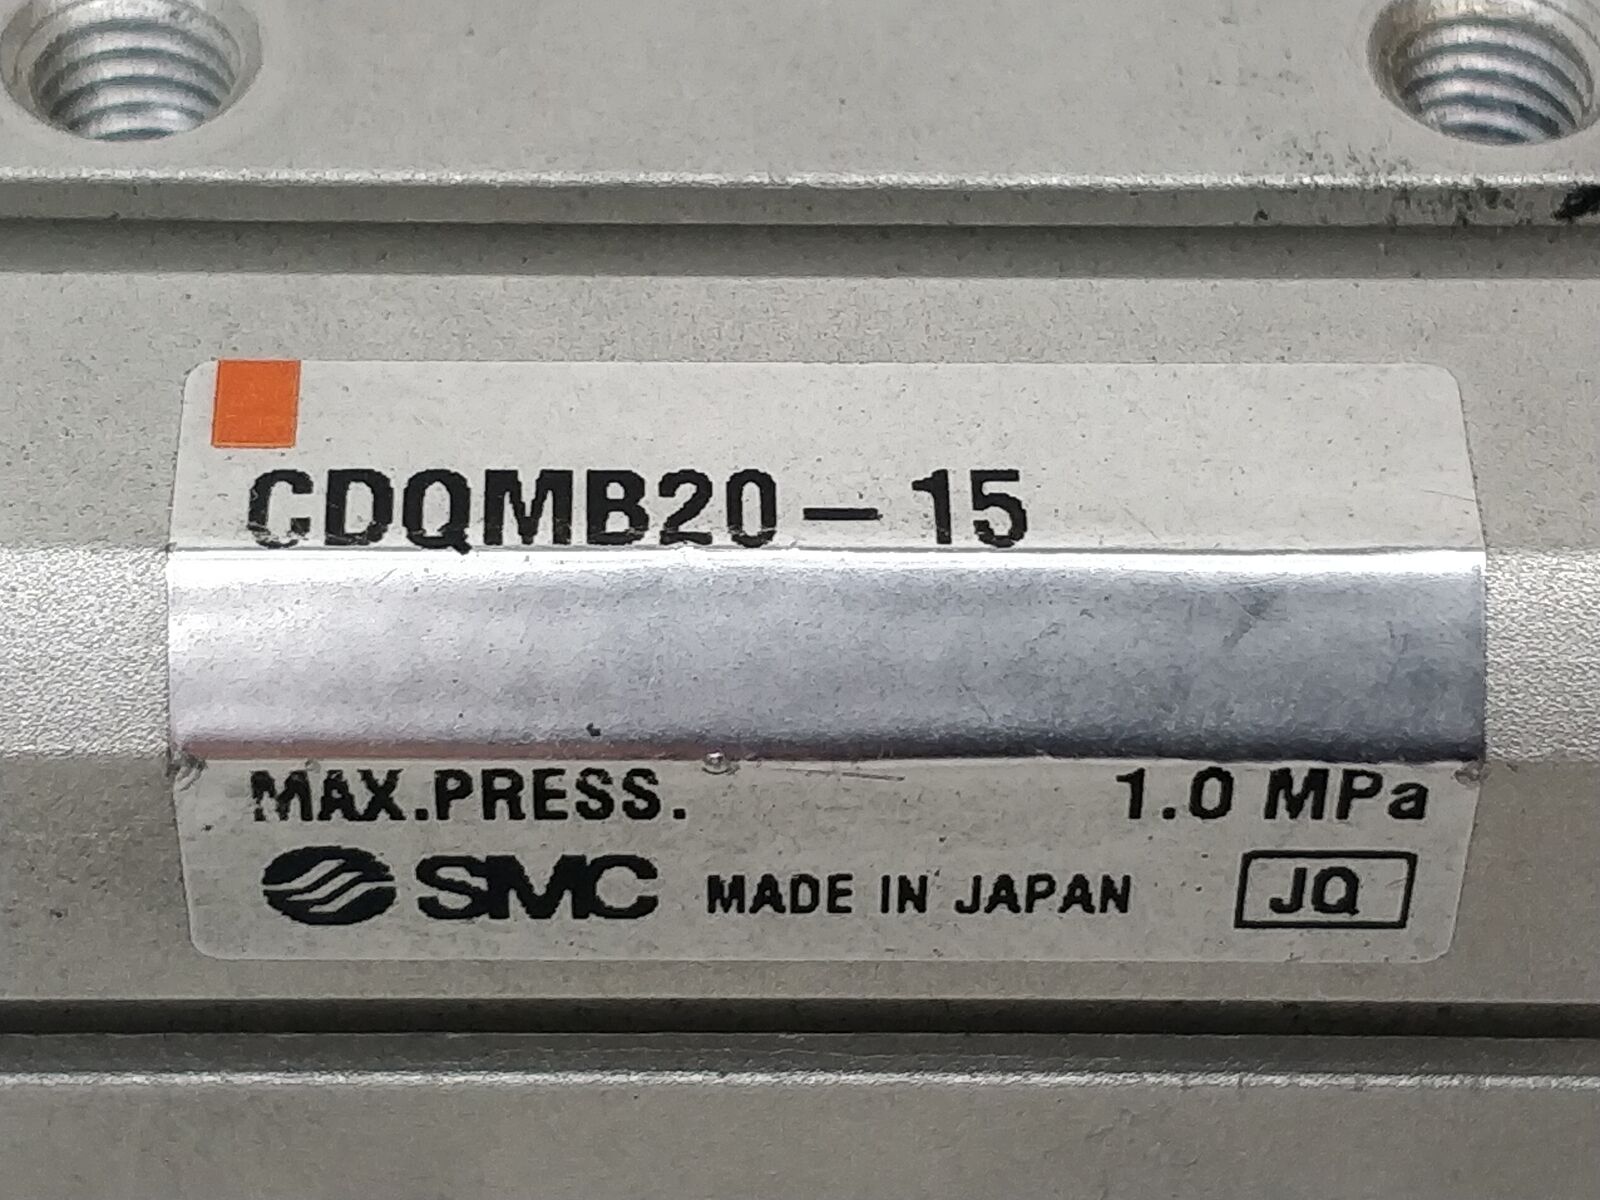 CDQMB20-15
MAX.PRESS. 1.0 MPa
SMC MADE IN JAPAN JQ